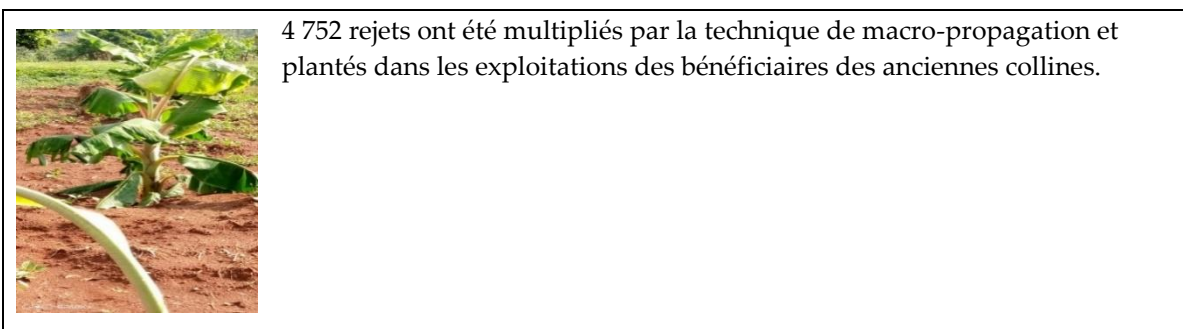 4 752 rejets ont été multipliés par la technique de macro-propagation et
plantés dans les exploitations des bénéficiaires des anciennes collines.